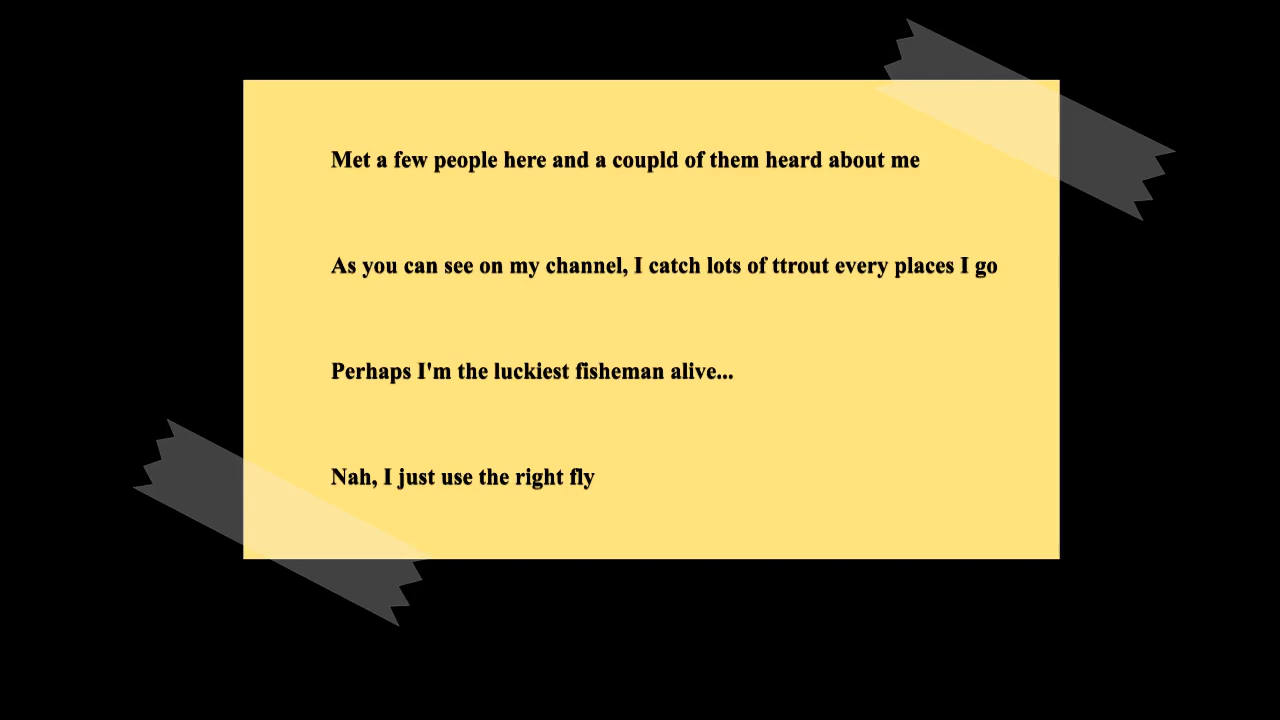 Met a few people here and a coupld of them heard about me
As you can see on my channel, I catch lots of ttrout every places I go
Perhaps I'm the luckiest fisheman alive...
Nah, I just use the right fly